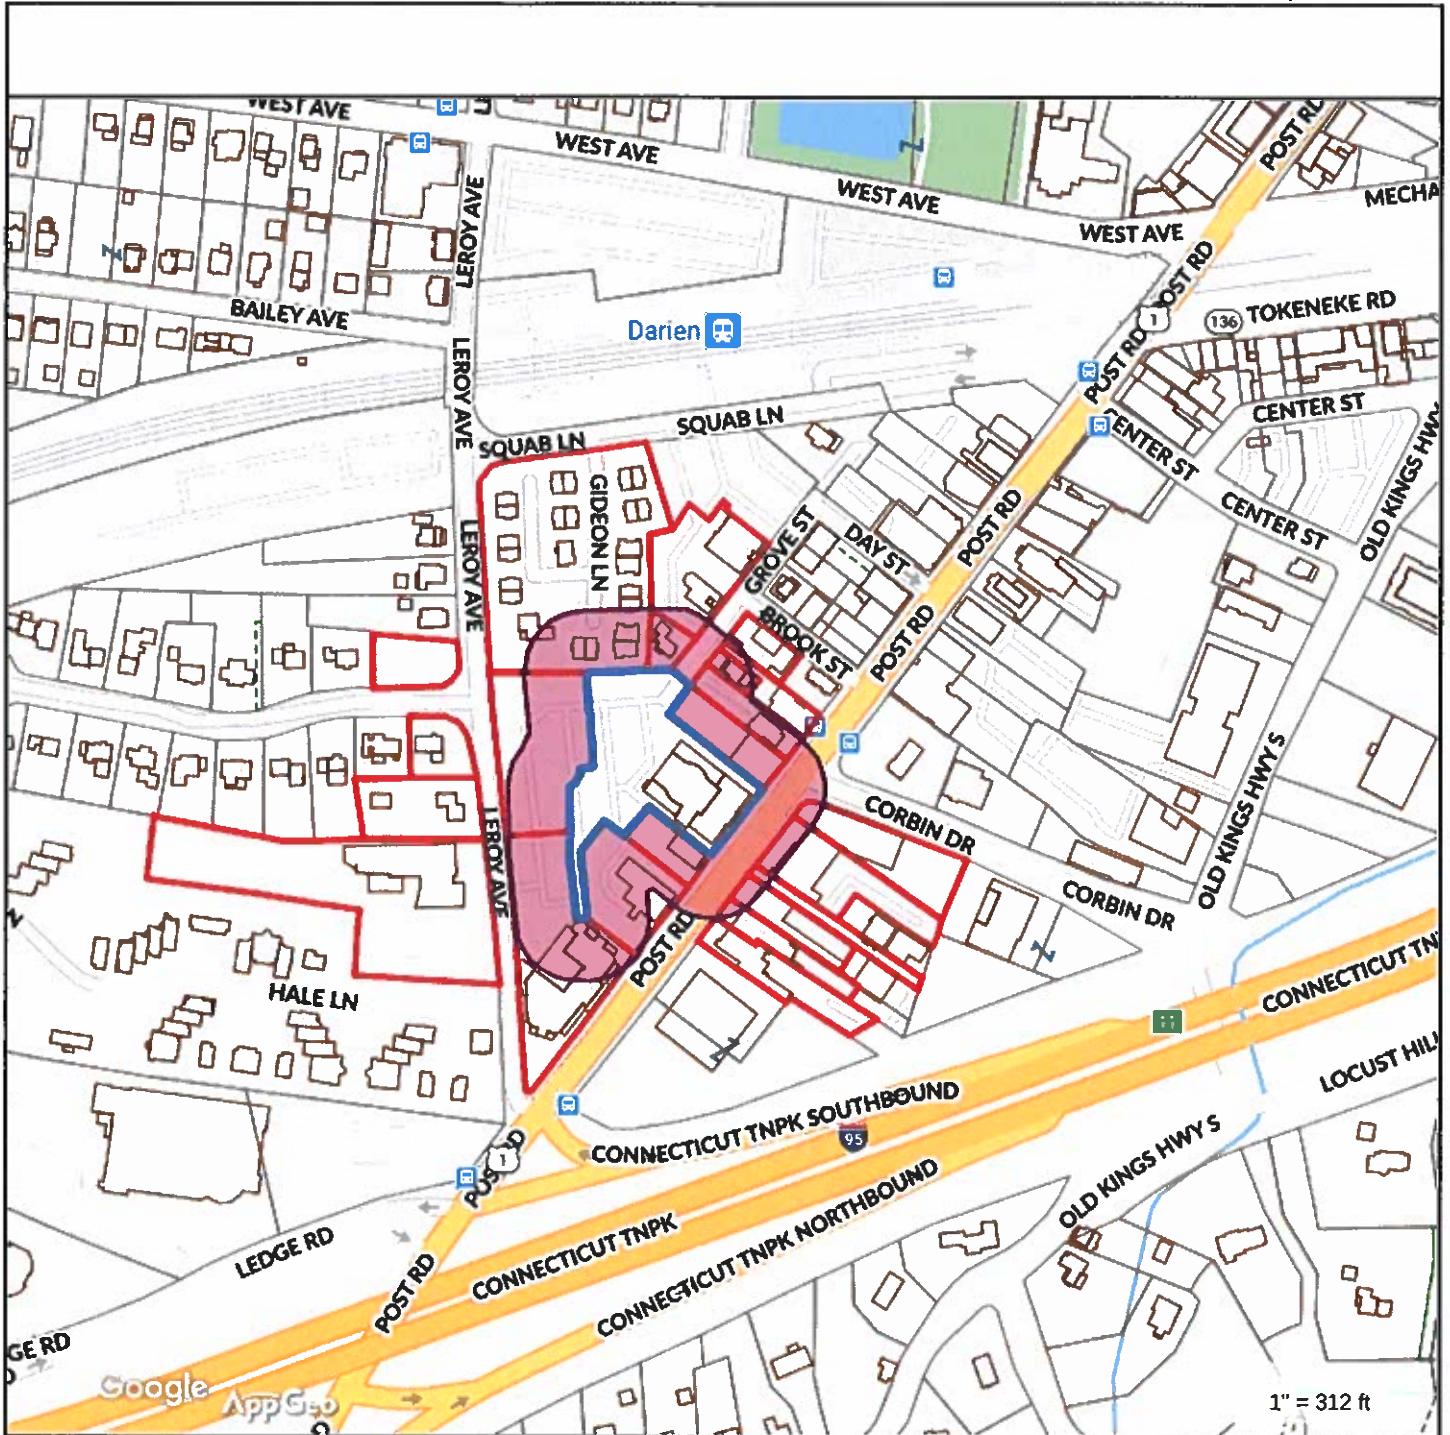 WEST AVE
WEST AVE
POST RD
WEST AVE
MECHA
LEROY AVE
WEST AVE
POST RD
BAILEY AVE
136
TOKENEKE RD
1
Darien
POST RD
LEROY AVE
CENTER ST
SQUAB LN
SQUAB LN
CENTER ST
GIDEON LN
CENTER ST
OLD KINGS HWY
LEROY AVE
GROVE ST
DAY ST
POST RD
BROOK ST
POST RD
OLD KINGS HWY S
LEROY AVE
CORBIN DR
CORBIN DR
POST RD
HALE LN
CONNECTICUT TN
CONNECTICUT TNPK SOUTHBOUND
95
LOCUST HILL
1
OLD KINGS HWY S
LEDGE RD
CONNECTICUT TNPK
CONNECTICUT TNPK NORTHBOUND
POST RD
GE RD
Google
AppGeo
1" = 312 ft